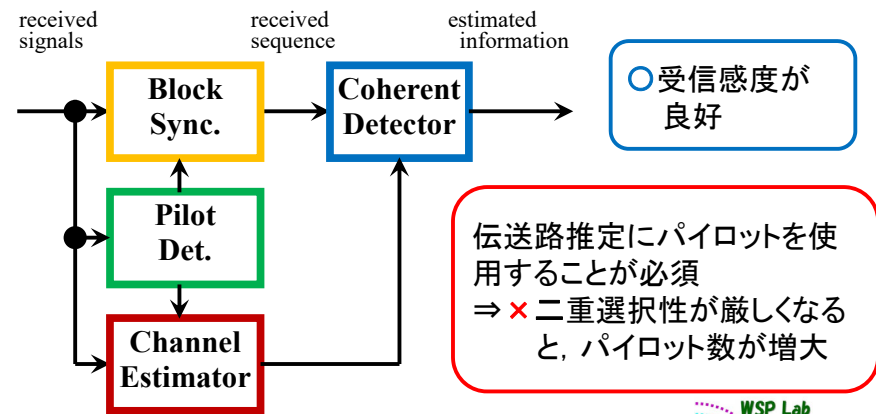 received
signals
received
sequence
estimated
information
Block
Sync.
Coherent
Detector
Pilot
Det.
Channel
Estimator
○受信感度が
良好
伝送路推定にパイロットを使
用することが必須
⇒×二重選択性が厳しくなる
と，パイロット数が増大
WSP Lab